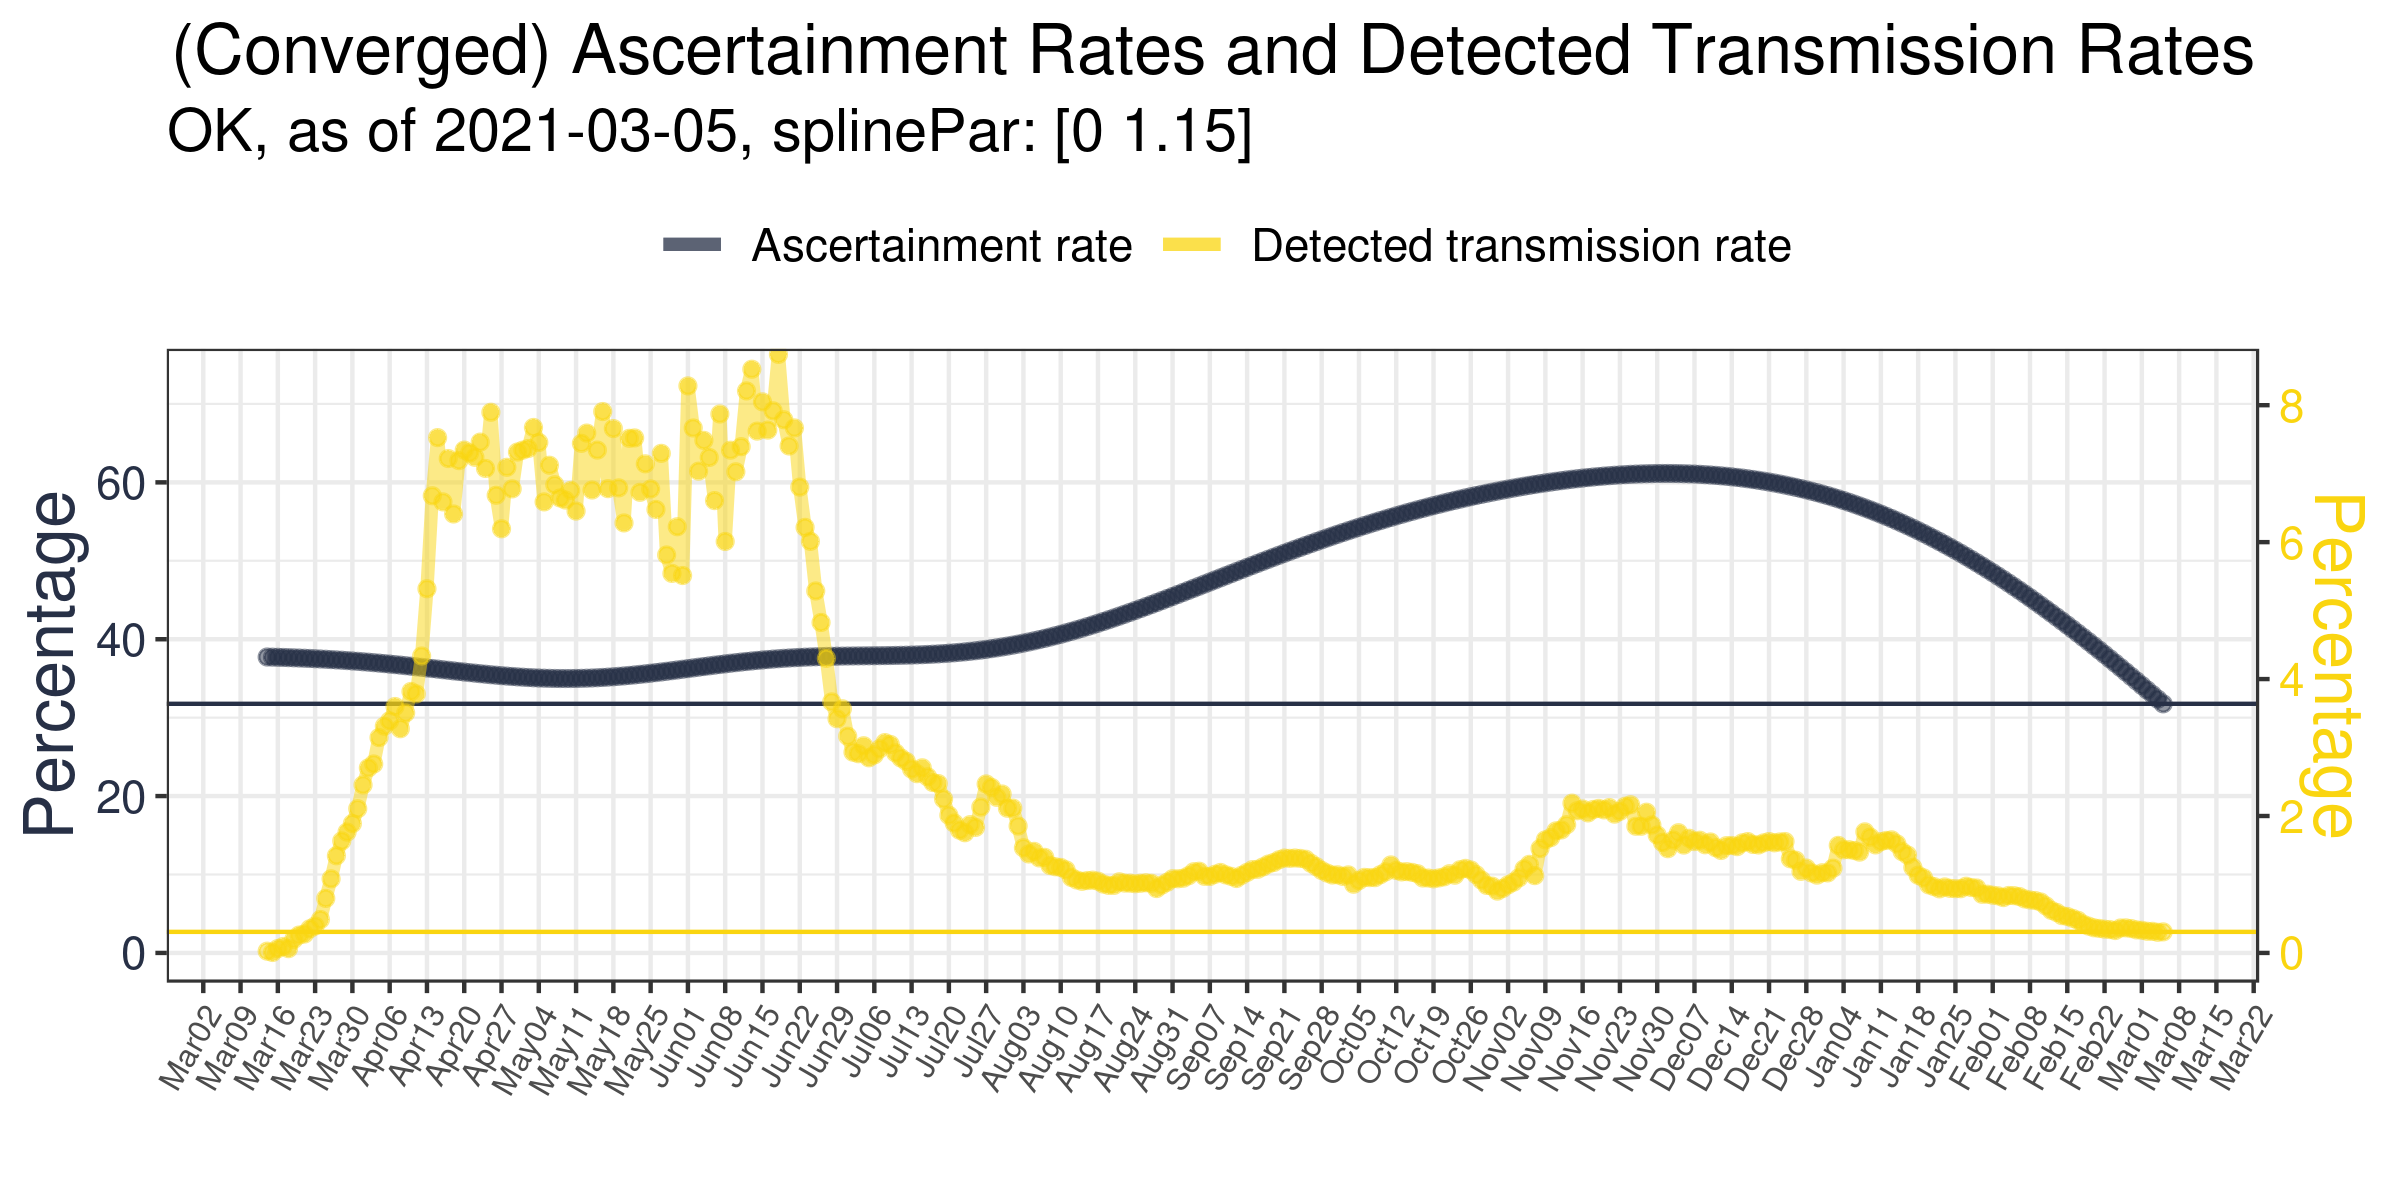 (Converged) Ascertainment Rates and Detected Transmission Rates
OK, as of 2021-03-05, splinePar: [0 1.15]
Ascertainment rate
Detected transmission rate
Percentage
60
40
20
0
8
6
4
2
0
Percentage
Mar02
Mar09
Mar16
Mar23
Mar30
Apr06
Apr13
Apr20
Apr27
May04
May11
May18
May25
Jun01
Jun08
Jun15
Jun22
Jun29
Jul06
Jul13
Jul20
Jul27
Aug03
Aug10
Aug17
Aug24
Aug31
Sep07
Sep14
Sep21
Sep28
Oct05
Oct12
Oct19
Oct26
Nov02
Nov09
Nov16
Nov23
Nov30
Dec07
Dec14
Dec21
Dec28
Jan04
Jan11
Jan18
Jan25
Feb01
Feb08
Feb15
Feb22
Mar01
Mar08
Mar15
Mar22